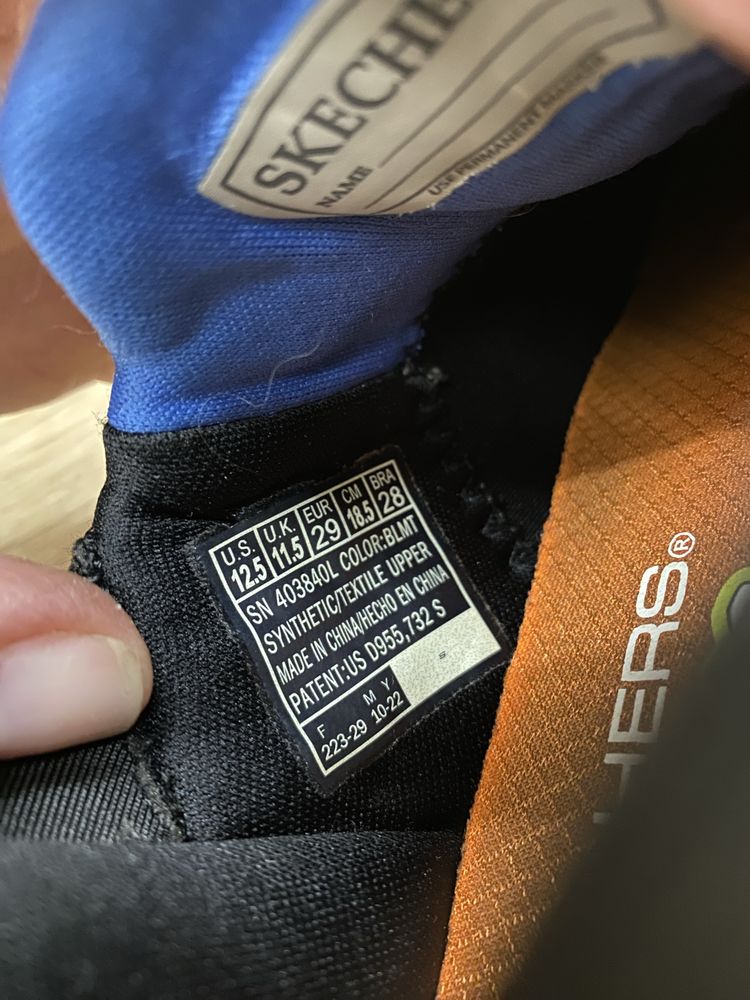 SKECHE
NAME
USE PERMANENT MARKER
U.S. U.K. EUR CM BRA
12.5 11.5 29 18.5 28
SN 403840L COLOR:BLMT
SYNTHETIC/TEXTILE UPPER
MADE IN CHINA/HECHO EN CHINA
PATENT:US D955,732 S
F M Y
223-29 10-22
S
HERS®